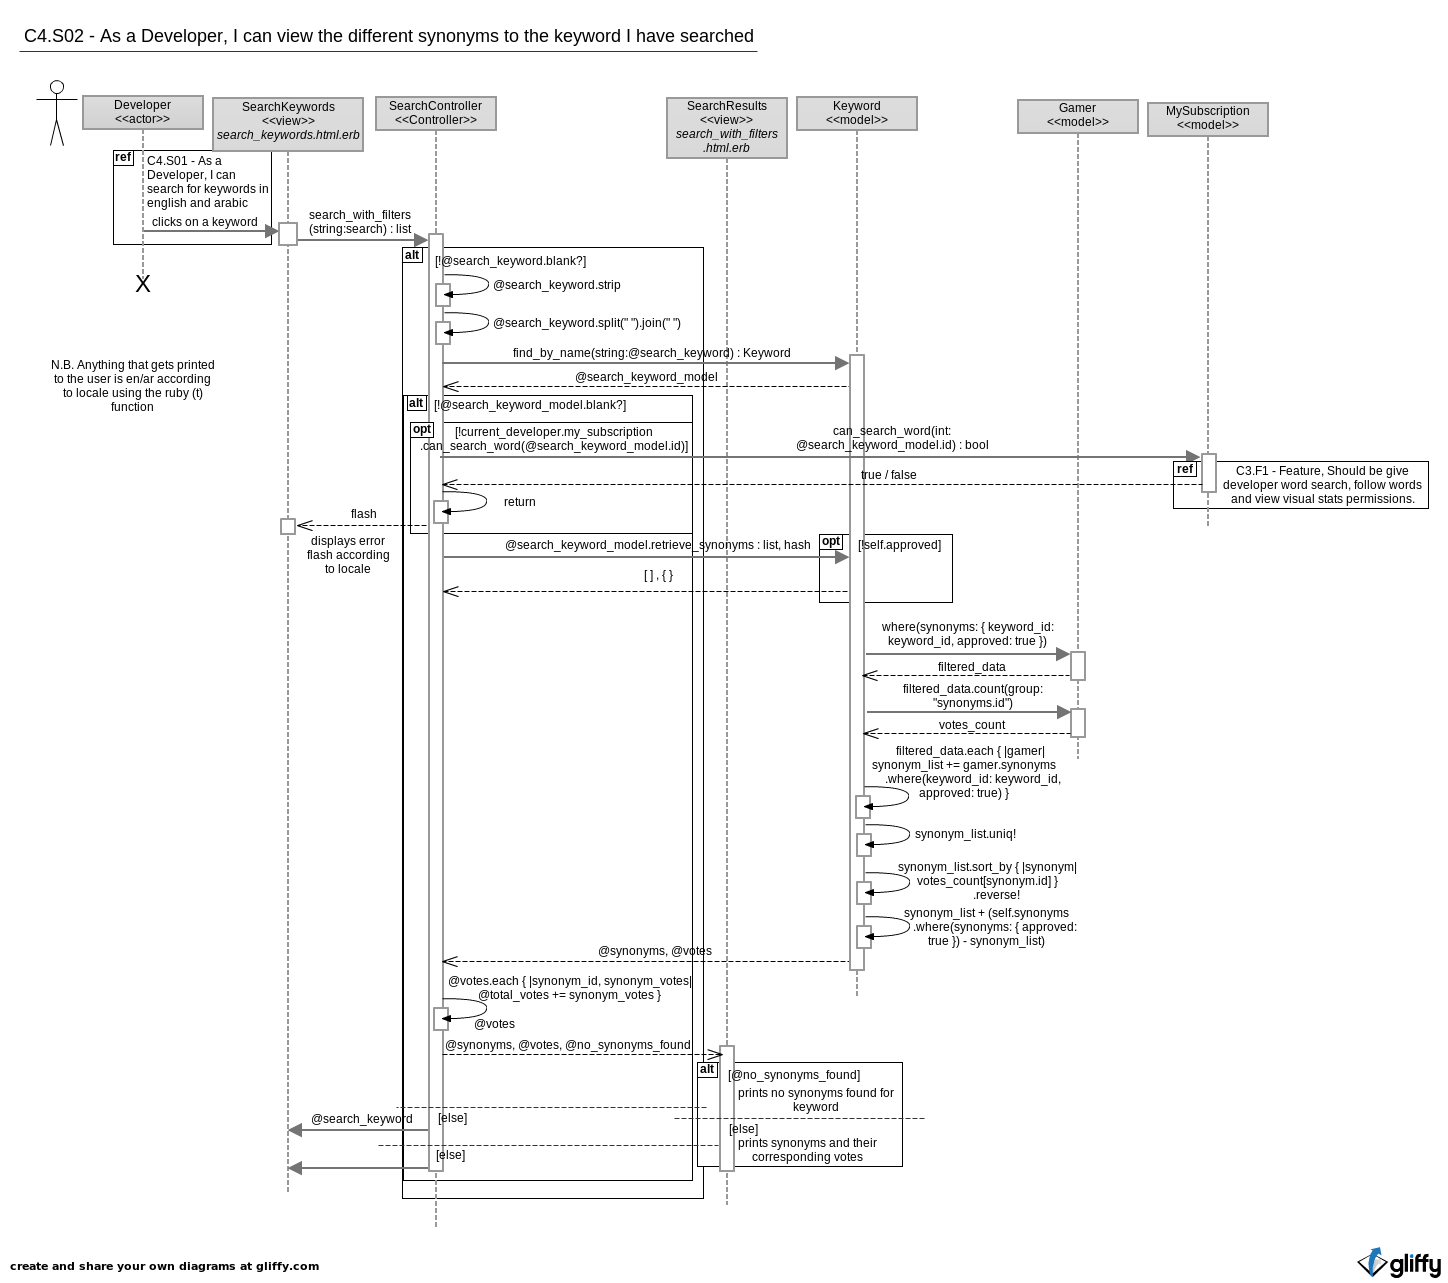 C4.S02 - As a Developer, I can view the different synonyms to the keyword I have searched
Developer
<<actor>>
SearchKeywords
<<view>>
search_keywords.html.erb
SearchController
<<Controller>>
SearchResults
<<view>>
search_with_filters
.html.erb
Keyword
<<model>>
Gamer
<<model>>
MySubscription
<<model>>
ref
C4.S01 - As a
Developer, I can
search for keywords in
english and arabic
clicks on a keyword
search_with_filters
(string:search) : list
X
alt
[!@search_keyword.blank?]
@search_keyword.strip
@search_keyword.split(" ").join(" ")
find_by_name(string:@search_keyword) : Keyword
@search_keyword_model
N.B. Anything that gets printed
to the user is en/ar according
to locale using the ruby (t)
function
alt
[!@search_keyword_model.blank?]
opt
[!current_developer.my_subscription
.can_search_word(@search_keyword_model.id)]
can_search_word(int:
@search_keyword_model.id) : bool
true / false
ref
C3.F1 - Feature, Should be give
developer word search, follow words
and view visual stats permissions.
return
flash
displays error
flash according
to locale
@search_keyword_model.retrieve_synonyms : list, hash
opt
[!self.approved]
[ ] , { }
where(synonyms: { keyword_id:
keyword_id, approved: true })
filtered_data
filtered_data.count(group:
"synonyms.id")
votes_count
filtered_data.each { |gamer|
synonym_list += gamer.synonyms
.where(keyword_id: keyword_id,
approved: true) }
synonym_list.uniq!
synonym_list.sort_by { |synonym|
votes_count[synonym.id] }
.reverse!
synonym_list + (self.synonyms
.where(synonyms: { approved:
true }) - synonym_list)
@synonyms, @votes
@votes.each { |synonym_id, synonym_votes|
@total_votes += synonym_votes }
@votes
@synonyms, @votes, @no_synonyms_found
alt
[@no_synonyms_found]
prints no synonyms found for
keyword
@search_keyword
[else]
[else]
prints synonyms and their
corresponding votes
[else]
create and share your own diagrams at gliffy.com
gliffy